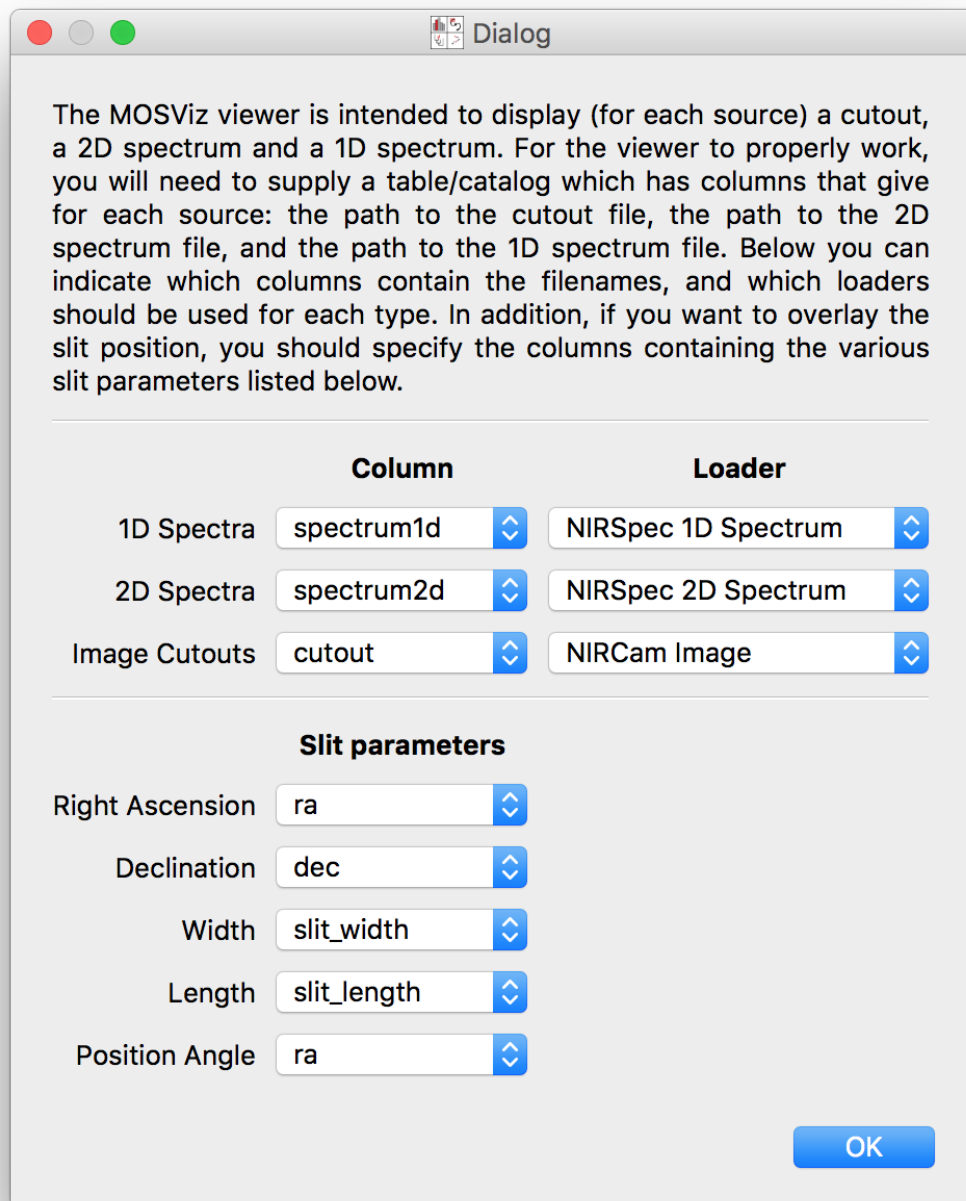 Dialog
The MOSViz viewer is intended to display (for each source) a cutout,
a 2D spectrum and a 1D spectrum. For the viewer to properly work,
you will need to supply a table/catalog which has columns that give
for each source: the path to the cutout file, the path to the 2D
spectrum file, and the path to the 1D spectrum file. Below you can
indicate which columns contain the filenames, and which loaders
should be used for each type. In addition, if you want to overlay the
slit position, you should specify the columns containing the various
slit parameters listed below.
Column Loader
1D Spectra spectrum1d NIRSpec 1D Spectrum
2D Spectra spectrum2d NIRSpec 2D Spectrum
Image Cutouts cutout NIRCam Image
Slit parameters
Right Ascension ra
Declination dec
Width slit_width
Length slit_length
Position Angle ra
OK